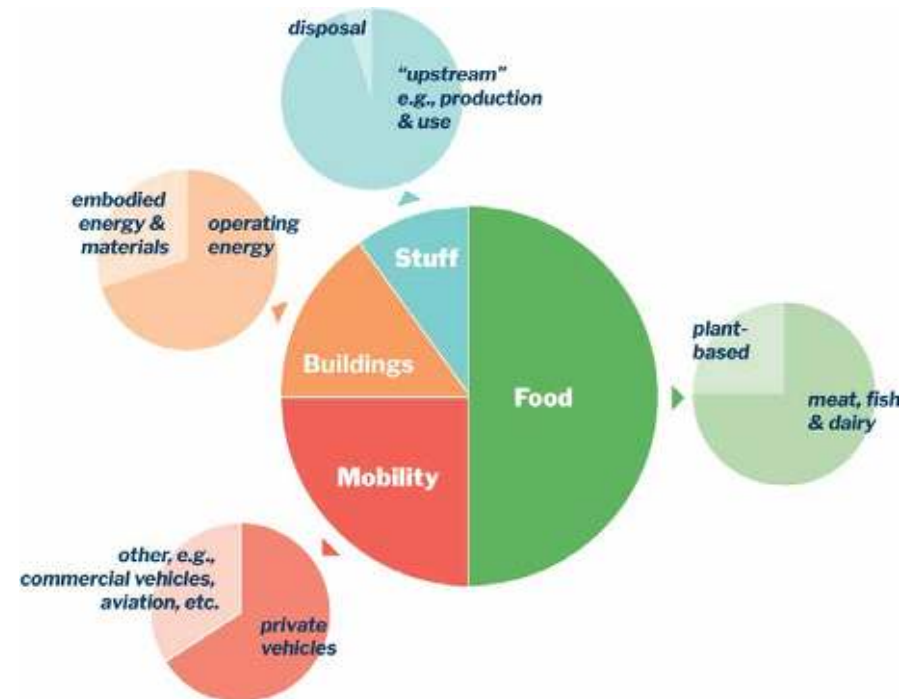 disposal
“upstream”
e.g., production
& use
embodied
energy &
materials
operating
energy
Stuff
Buildings
Food
Mobility
plant-
based
meat, fish
& dairy
other, e.g.,
commercial vehicles,
aviation, etc.
private
vehicles